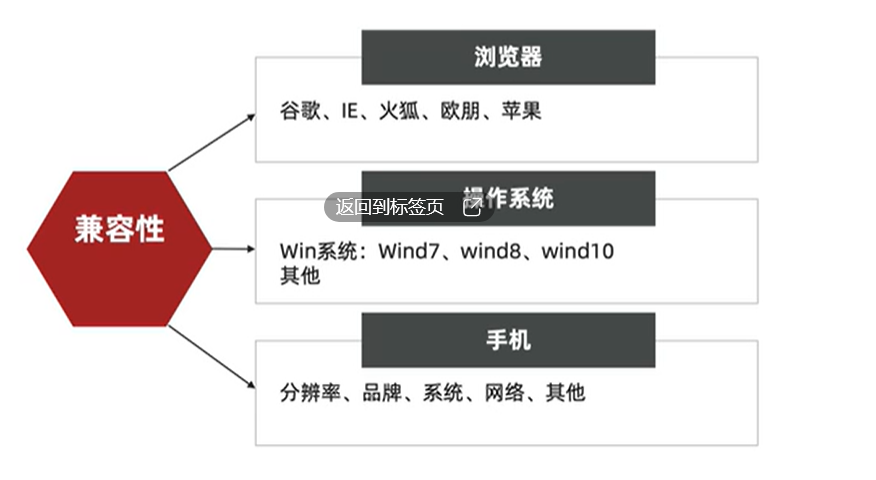 浏览器
谷歌、IE、火狐、欧朋、苹果
兼容性
操作系统
返回到标签页
Win系统：Wind7、wind8、wind10
其他
手机
分辨率、品牌、系统、网络、其他